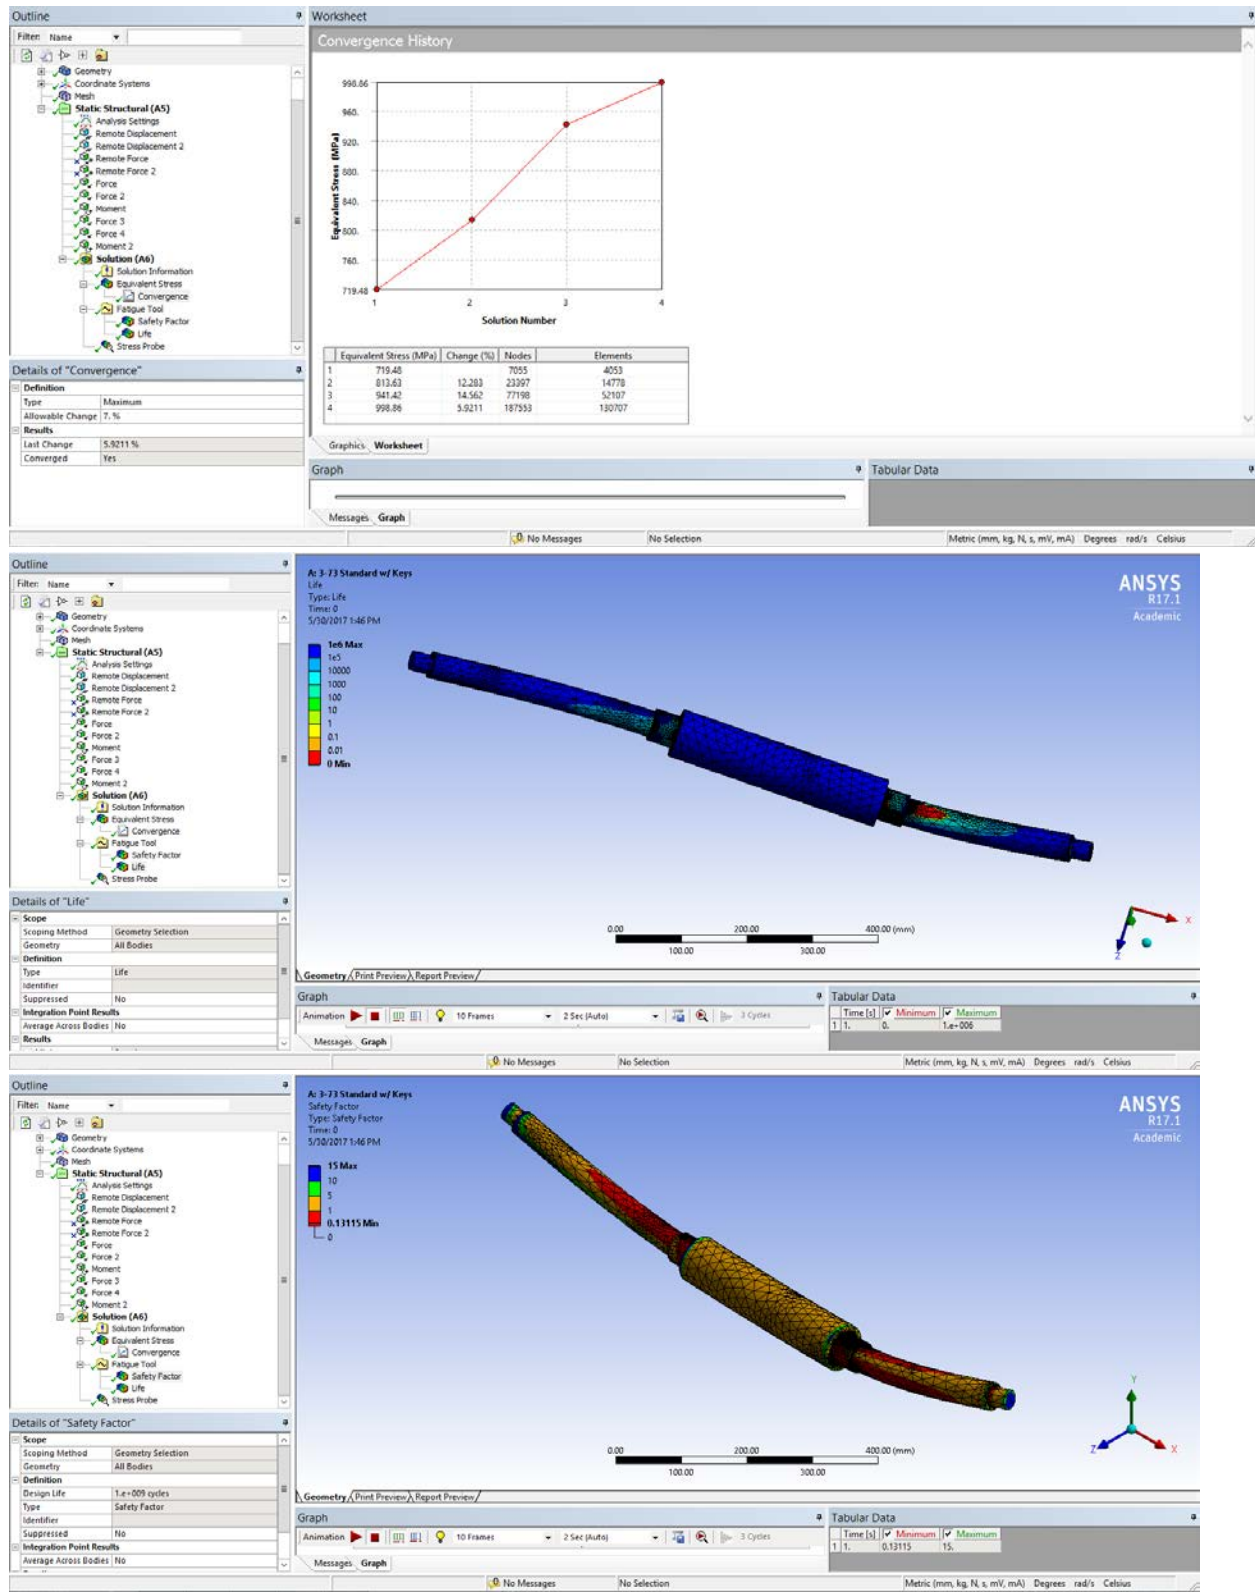 Outline
Filter: Name
Geometry
Coordinate Systems
Mesh
Static Structural (A5)
Analysis Settings
Remote Displacement
Remote Displacement 2
Remote Force
Remote Force 2
Force
Force 2
Moment
Force 3
Force 4
Moment 2
Solution (A6)
Solution Information
Equivalent Stress
Convergence
Fatigue Tool
Safety Factor
Life
Stress Probe
Details of "Convergence"
Definition
Type Maximum
Allowable Change 7. %
Results
Last Change 5.9211 %
Converged Yes
Worksheet
Convergence History
998.86
960.
920.
880.
840.
800.
760.
719.48
Equivalent Stress (MPa)
1 2 3 4
Solution Number
Equivalent Stress (MPa) Change (%) Nodes Elements
1 719.48 7055 4053
2 813.63 12.283 23397 14778
3 941.42 14.562 77198 52107
4 998.86 5.9211 187553 130707
Graphics Worksheet
Graph
Messages Graph
Tabular Data
No Messages No Selection Metric (mm, kg, N, s, mV, mA) Degrees rad/s Celsius
Outline
Filter: Name
Geometry
Coordinate Systems
Mesh
Static Structural (A5)
Analysis Settings
Remote Displacement
Remote Displacement 2
Remote Force
Remote Force 2
Force
Force 2
Moment
Force 3
Force 4
Moment 2
Solution (A6)
Solution Information
Equivalent Stress
Convergence
Fatigue Tool
Safety Factor
Life
Stress Probe
Details of "Life"
Scope
Scoping Method Geometry Selection
Geometry All Bodies
Definition
Type Life
Identifier
Suppressed No
Integration Point Results
Average Across Bodies No
Results
A: 3-73 Standard w/ Keys
Life
Type: Life
Time: 0
5/30/2017 1:46 PM
1e6 Max
1e5
10000
1000
100
10
1
0.1
0.01
0 Min
ANSYS
R17.1
Academic
0.00 200.00 400.00 (mm)
100.00 300.00
X
Z
Geometry Print Preview Report Preview
Graph
Animation 10 Frames 2 Sec (Auto) 3 Cycles
Messages Graph
Tabular Data
Time [s] Minimum Maximum
1 1. 0. 1.e+006
No Messages No Selection Metric (mm, kg, N, s, mV, mA) Degrees rad/s Celsius
Outline
Filter: Name
Geometry
Coordinate Systems
Mesh
Static Structural (A5)
Analysis Settings
Remote Displacement
Remote Displacement 2
Remote Force
Remote Force 2
Force
Force 2
Moment
Force 3
Force 4
Moment 2
Solution (A6)
Solution Information
Equivalent Stress
Convergence
Fatigue Tool
Safety Factor
Life
Stress Probe
Details of "Safety Factor"
Scope
Scoping Method Geometry Selection
Geometry All Bodies
Definition
Design Life 1.e+009 cycles
Type Safety Factor
Identifier
Suppressed No
Integration Point Results
Average Across Bodies No
A: 3-73 Standard w/ Keys
Safety Factor
Type: Safety Factor
Time: 0
5/30/2017 1:46 PM
15 Max
10
5
1
0.13115 Min
0
ANSYS
R17.1
Academic
0.00 200.00 400.00 (mm)
100.00 300.00
Y
Z
X
Geometry Print Preview Report Preview
Graph
Animation 10 Frames 2 Sec (Auto) 3 Cycles
Messages Graph
Tabular Data
Time [s] Minimum Maximum
1 1. 0.13115 15.
No Messages No Selection Metric (mm, kg, N, s, mV, mA) Degrees rad/s Celsius